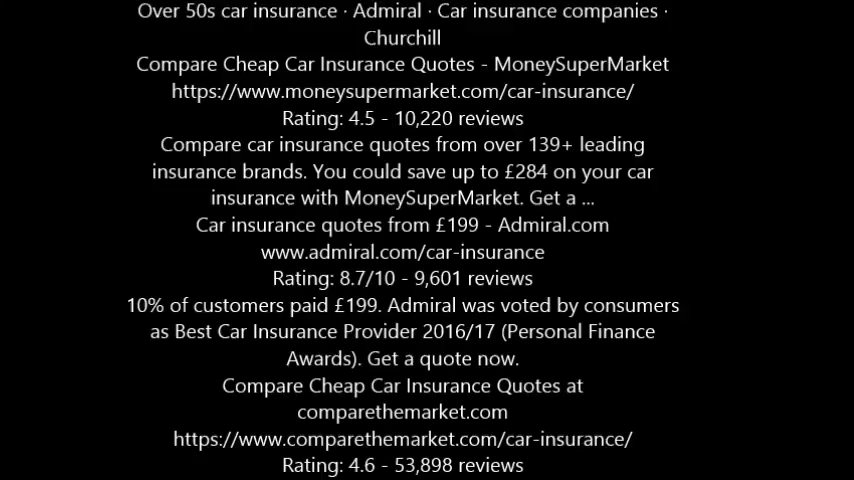 Over 50s car insurance · Admiral · Car insurance companies ·
Churchill
Compare Cheap Car Insurance Quotes - MoneySuperMarket
https://www.moneysupermarket.com/car-insurance/
Rating: 4.5 - 10,220 reviews
Compare car insurance quotes from over 139+ leading
insurance brands. You could save up to £284 on your car
insurance with MoneySuperMarket. Get a ...
Car insurance quotes from £199 - Admiral.com
www.admiral.com/car-insurance
Rating: 8.7/10 - 9,601 reviews
10% of customers paid £199. Admiral was voted by consumers
as Best Car Insurance Provider 2016/17 (Personal Finance
Awards). Get a quote now.
Compare Cheap Car Insurance Quotes at
comparethemarket.com
https://www.comparethemarket.com/car-insurance/
Rating: 4.6 - 53,898 reviews